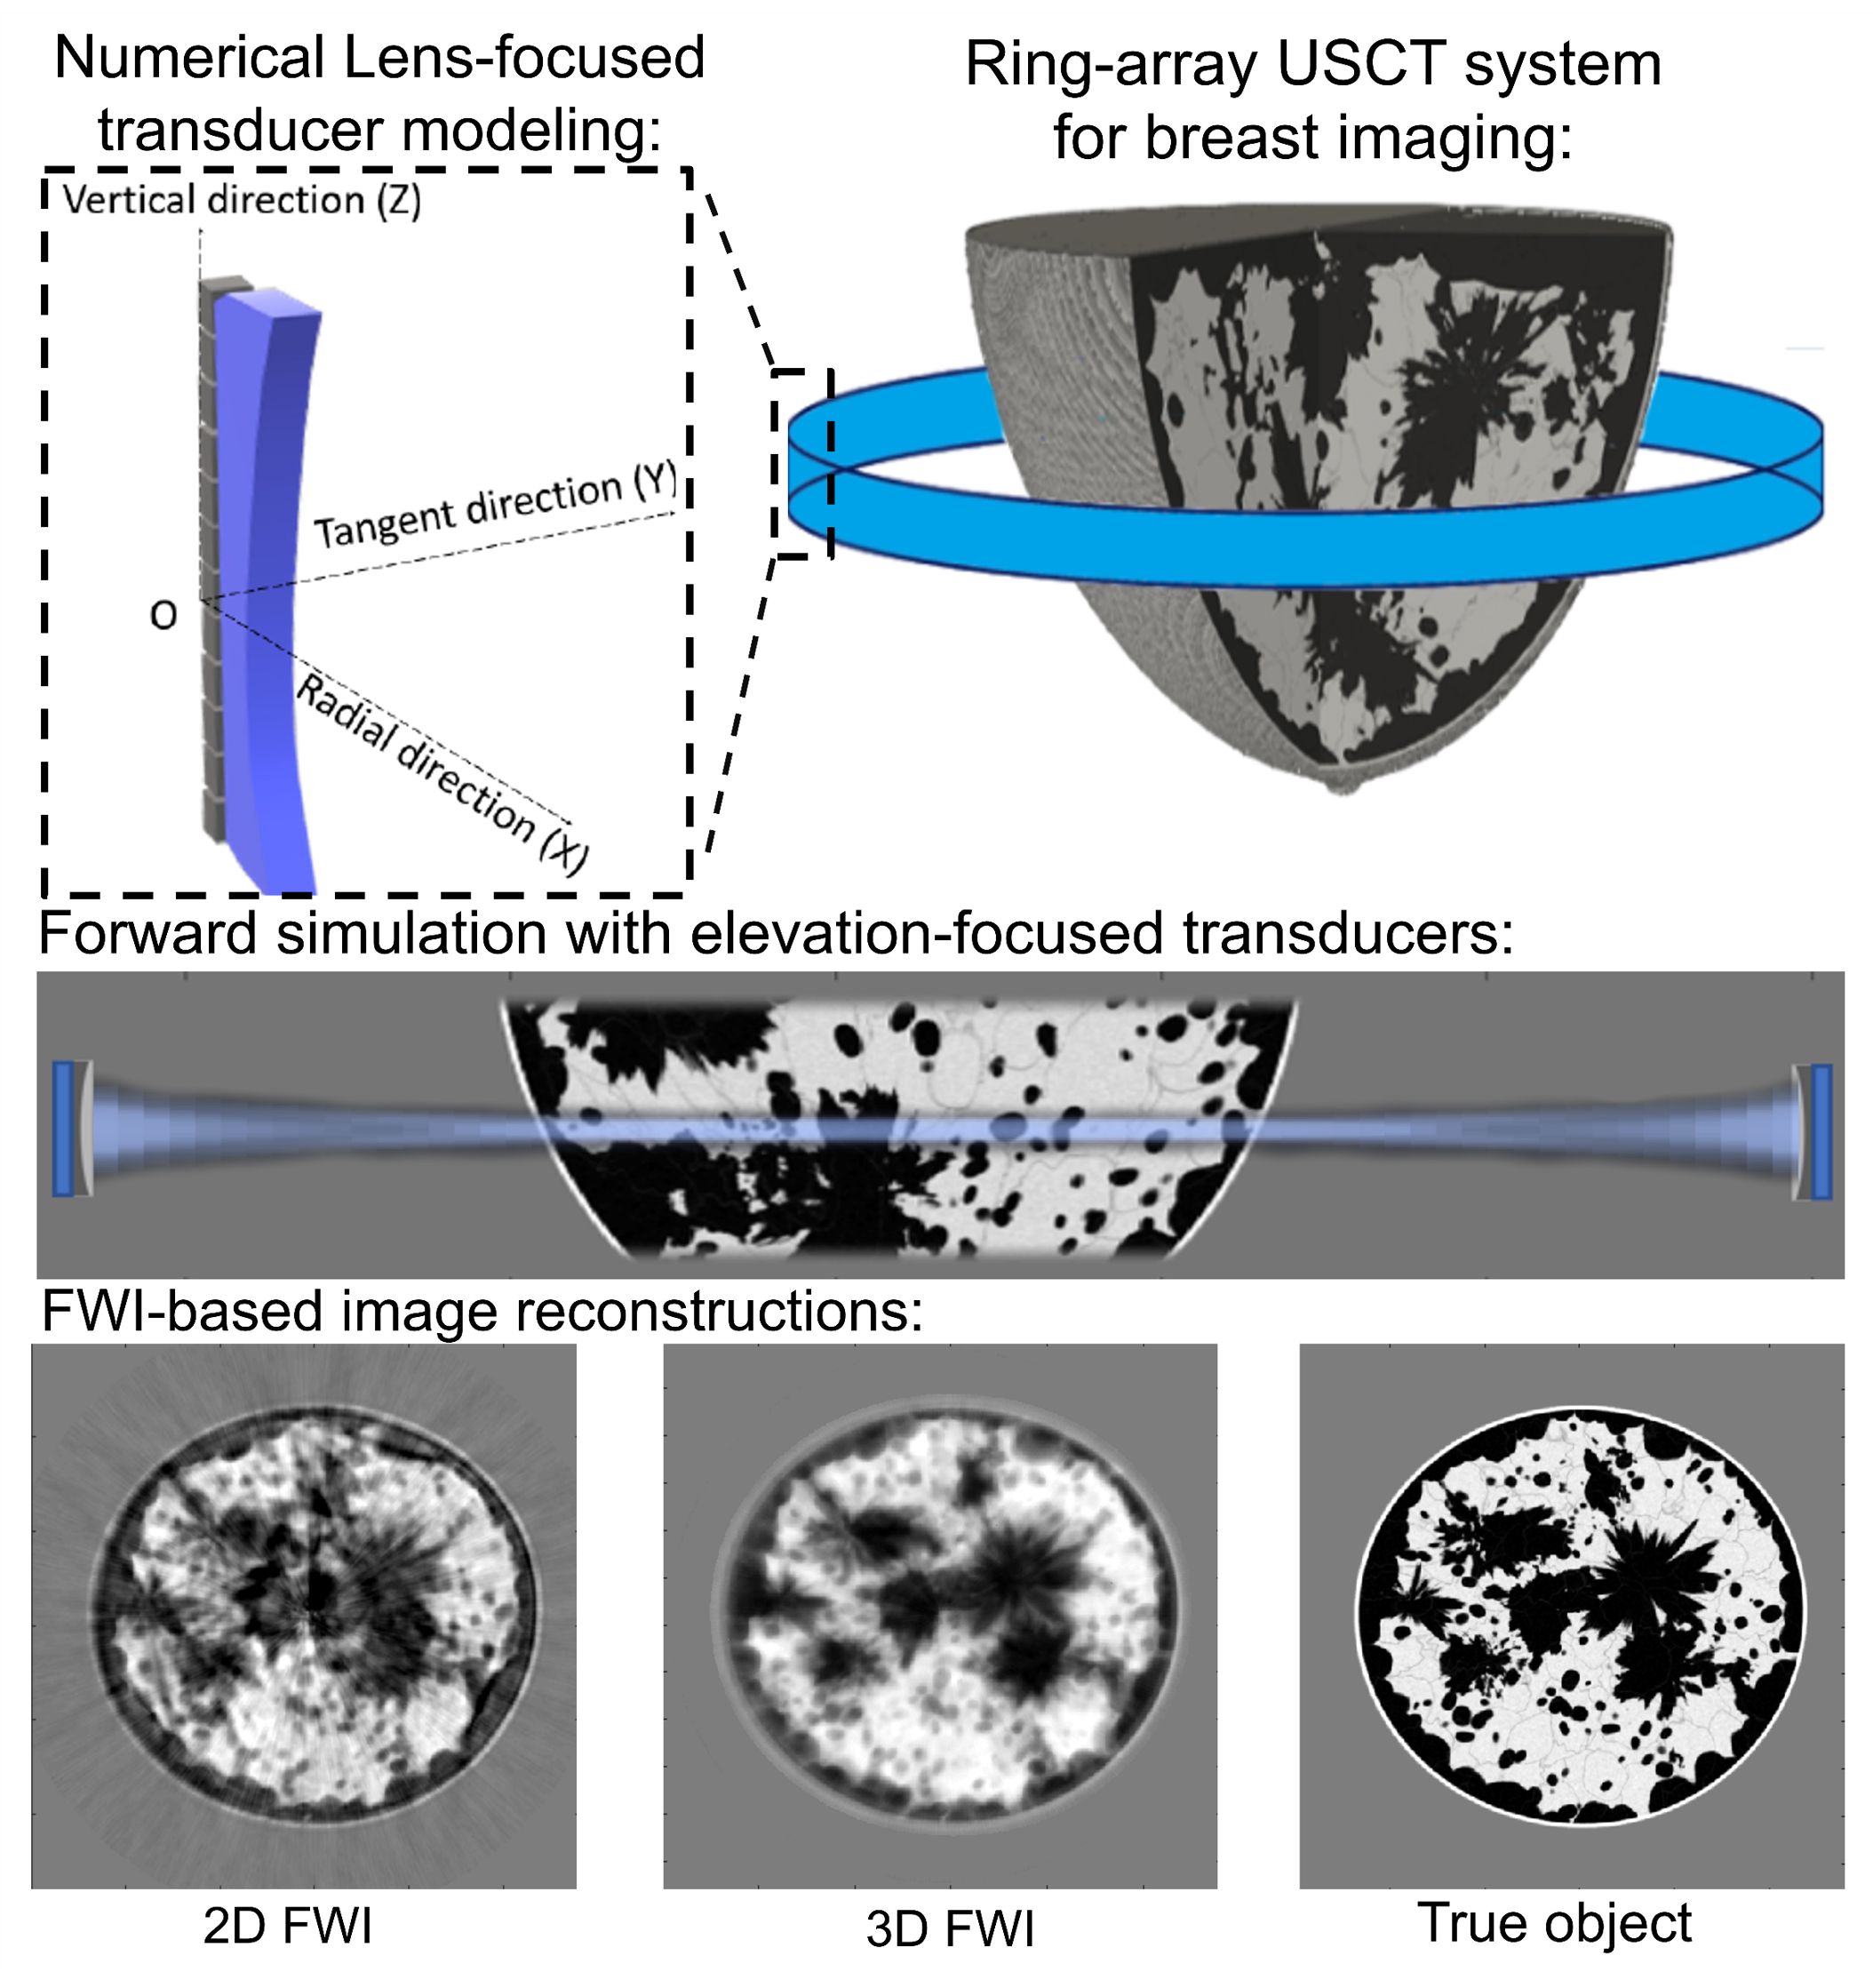 Numerical Lens-focused
transducer modeling:
Ring-array USCT system
for breast imaging:
Vertical direction (Z)
Tangent direction (Y)
O
Radial direction (X)
Forward simulation with elevation-focused transducers:
FWI-based image reconstructions:
2D FWI
3D FWI
True object